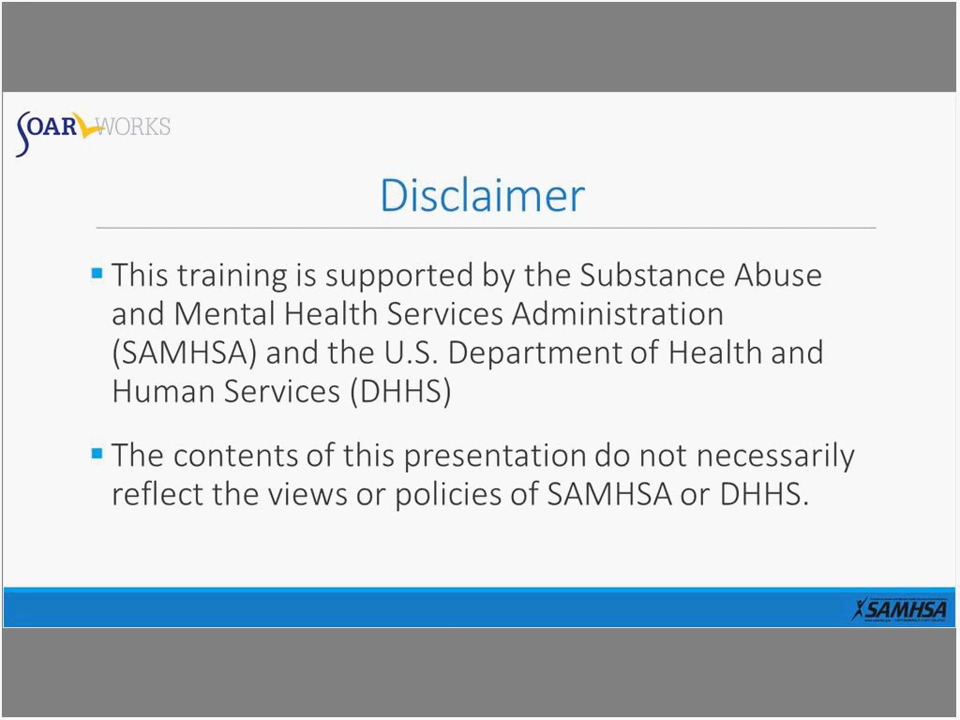 SOAR WORKS
Disclaimer
▪ This training is supported by the Substance Abuse
and Mental Health Services Administration
(SAMHSA) and the U.S. Department of Health and
Human Services (DHHS)
▪ The contents of this presentation do not necessarily
reflect the views or policies of SAMHSA or DHHS.
SAMHSA